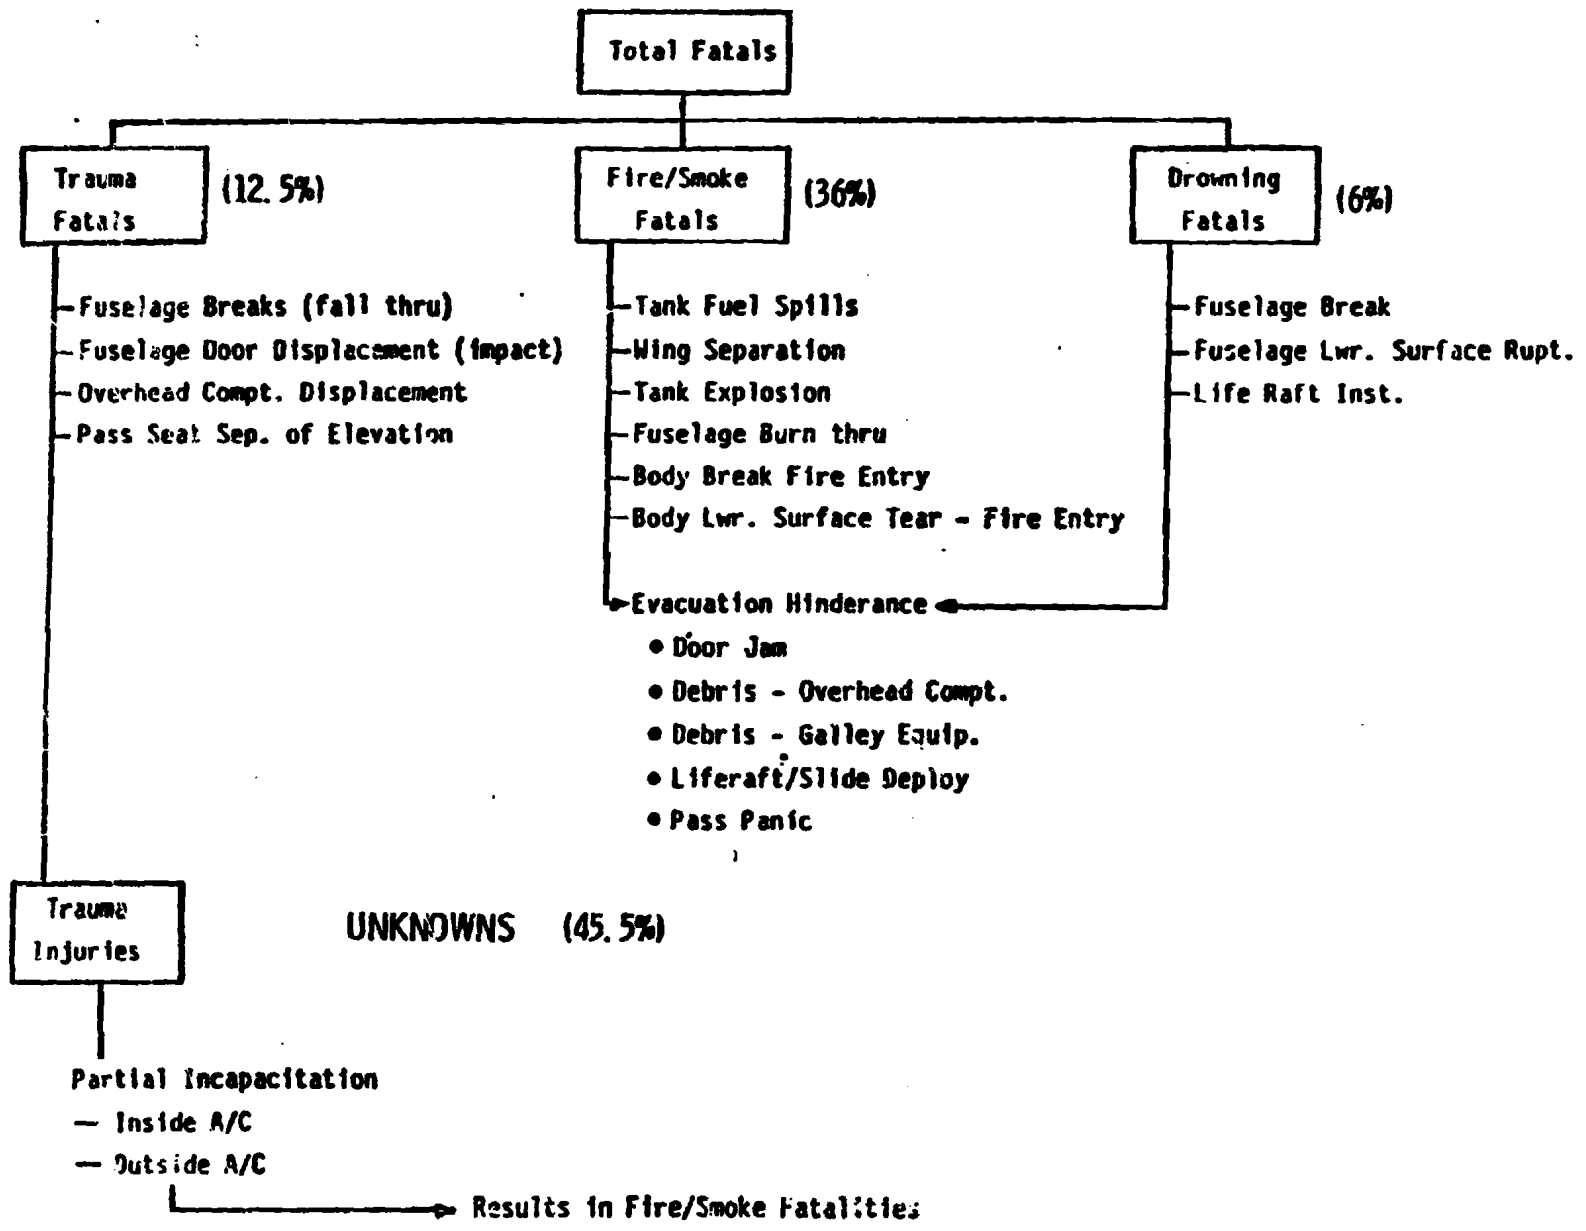 Total Fatals
Trauma
Fatals
(12.5%)
Fire/Smoke
Fatals
(36%)
Drowning
Fatals
(6%)
Fuselage Breaks (fall thru)
Fuselage Door Displacement (impact)
Overhead Compt. Displacement
Pass Seat Sep. of Elevation
Tank Fuel Spills
Wing Separation
Tank Explosion
Fuselage Burn thru
Body Break Fire Entry
Body Lwr. Surface Tear - Fire Entry
Fuselage Break
Fuselage Lwr. Surface Rupt.
Life Raft Inst.
Evacuation Hinderance
• Door Jam
• Debris - Overhead Compt.
• Debris - Galley Equip.
• Liferaft/Slide Deploy
• Pass Panic
Trauma
Injuries
UNKNOWNS (45.5%)
Partial Incapacitation
— Inside A/C
— Outside A/C
Results in Fire/Smoke Fatalities